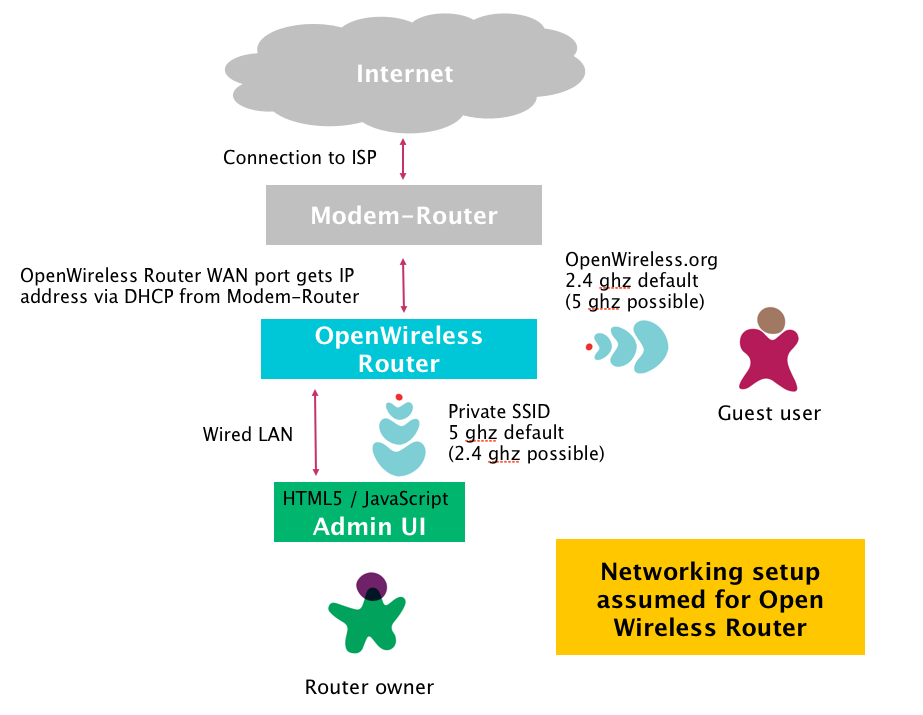 Internet
Connection to ISP
Modem-Router
OpenWireless Router WAN port gets IP
address via DHCP from Modem-Router
OpenWireless.org
2.4 ghz default
(5 ghz possible)
OpenWireless
Router
Guest user
Wired LAN
Private SSID
5 ghz default
(2.4 ghz possible)
HTML5 / JavaScript
Admin UI
Networking setup
assumed for Open
Wireless Router
Router owner